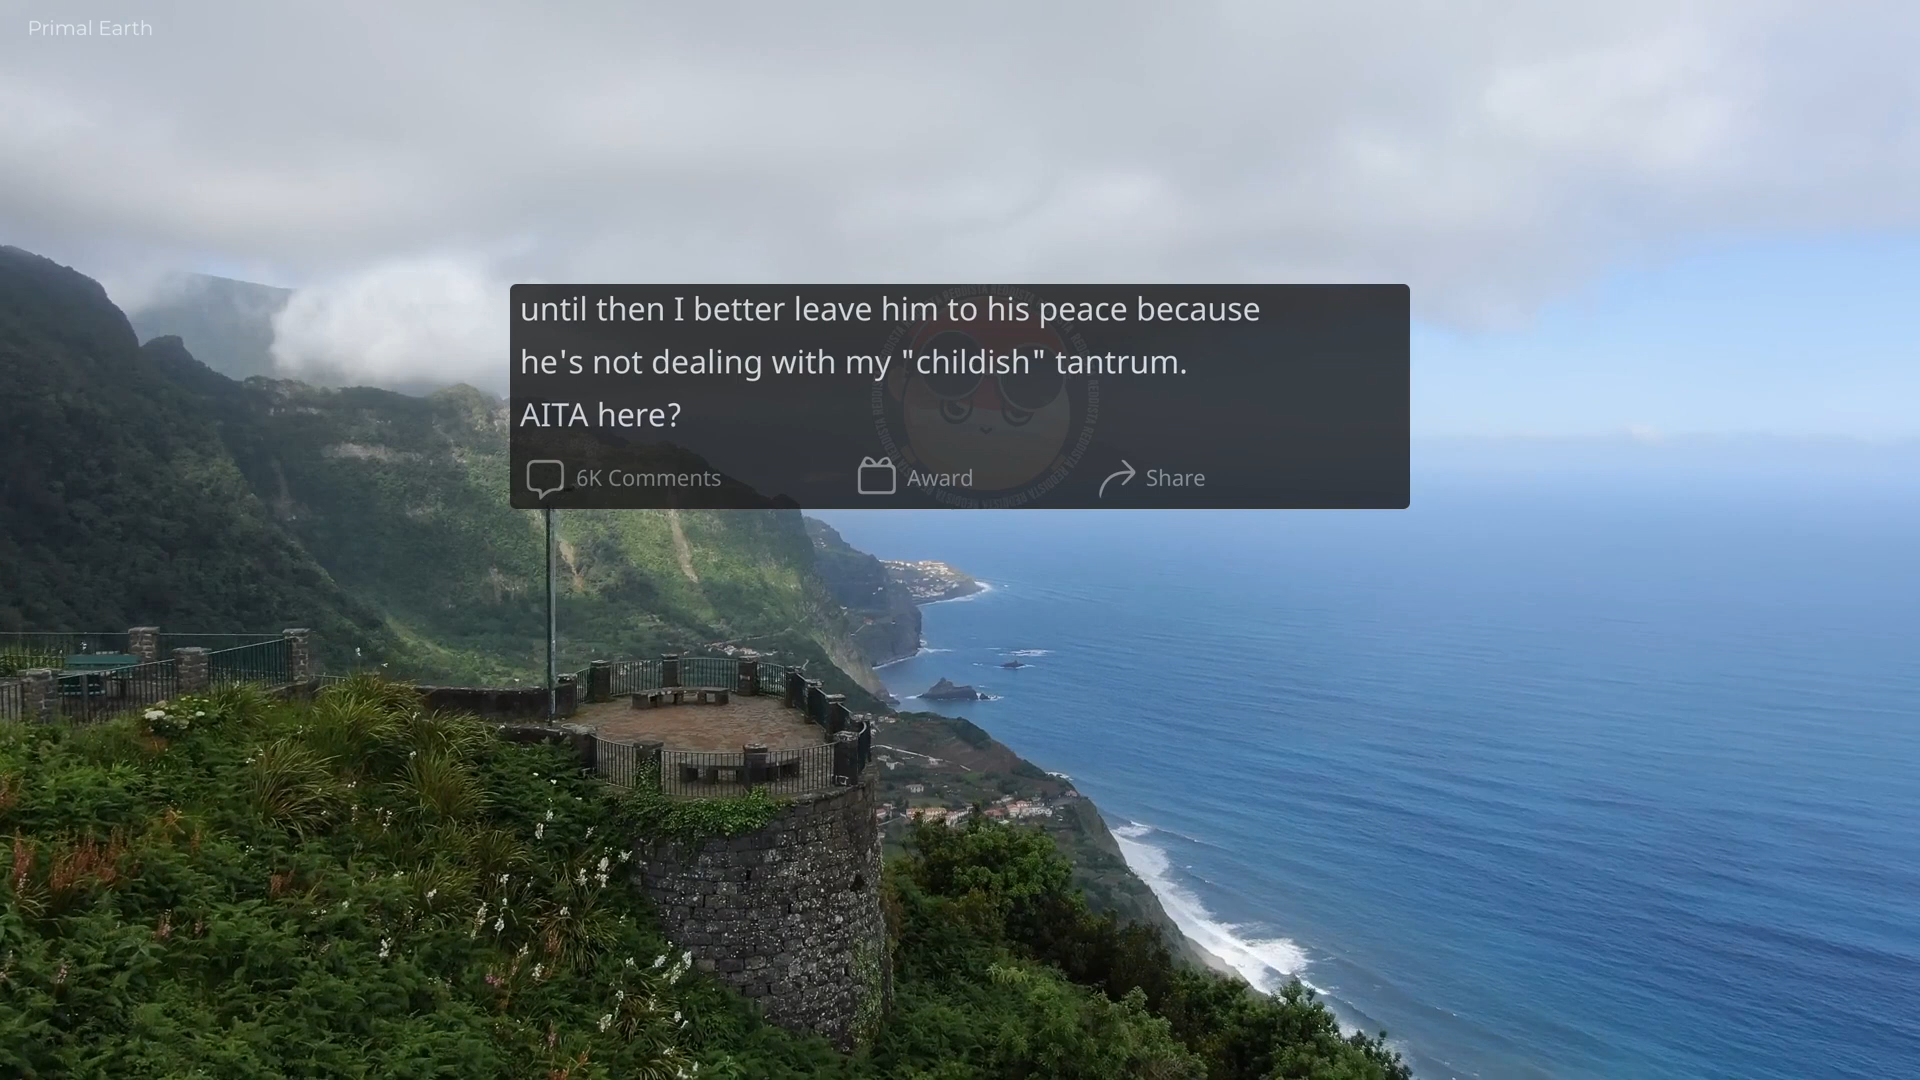 Primal Earth
until then I better leave him to his peace because
he's not dealing with my "childish" tantrum.
AITA here?
6K Comments Award Share